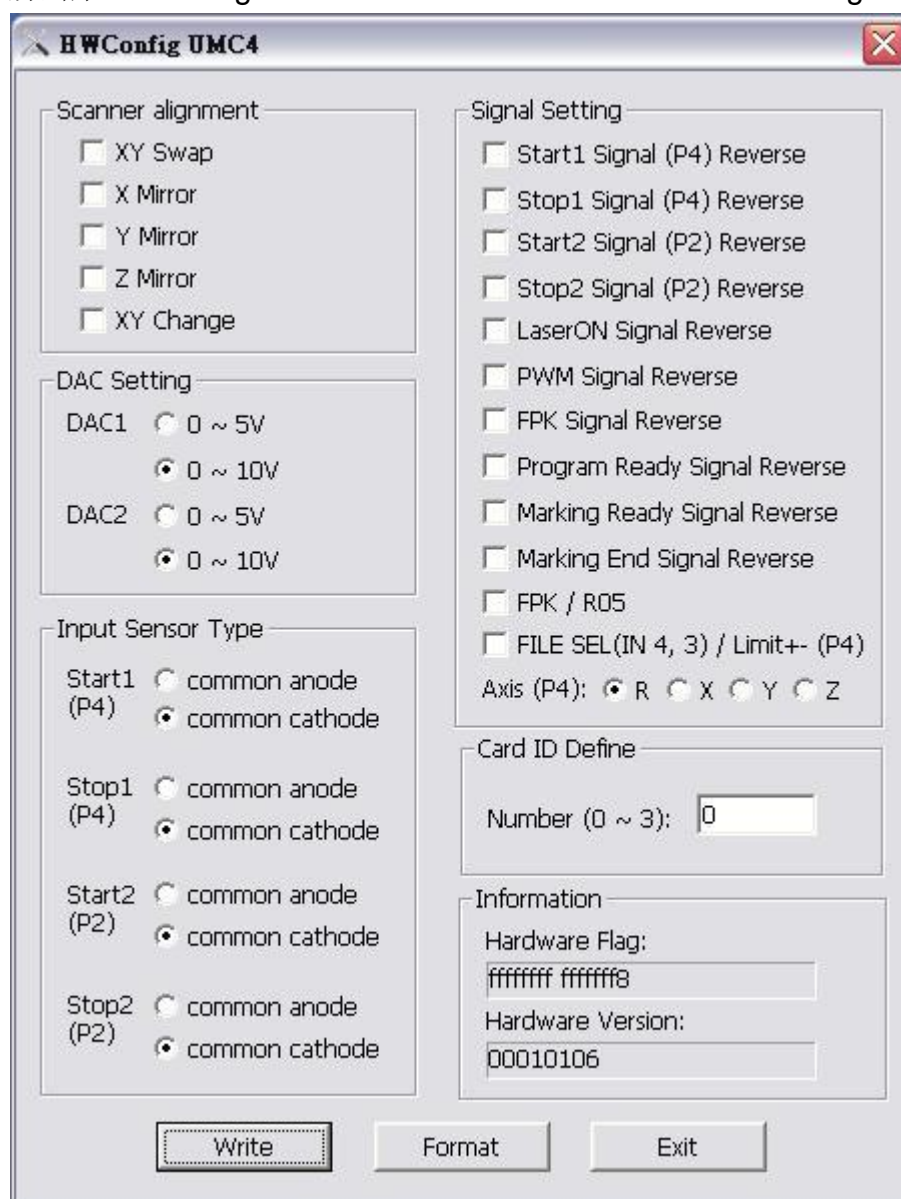 HWConfig UMC4
Scanner alignment
XY Swap
X Mirror
Y Mirror
Z Mirror
XY Change
DAC Setting
DAC1 0 ~ 5V
0 ~ 10V
DAC2 0 ~ 5V
0 ~ 10V
Input Sensor Type
Start1 common anode
(P4) common cathode
Stop1 common anode
(P4) common cathode
Start2 common anode
(P2) common cathode
Stop2 common anode
(P2) common cathode
Signal Setting
Start1 Signal (P4) Reverse
Stop1 Signal (P4) Reverse
Start2 Signal (P2) Reverse
Stop2 Signal (P2) Reverse
LaserON Signal Reverse
PWM Signal Reverse
FPK Signal Reverse
Program Ready Signal Reverse
Marking Ready Signal Reverse
Marking End Signal Reverse
FPK / R05
FILE SEL(IN 4, 3) / Limit+- (P4)
Axis (P4): R X Y Z
Card ID Define
Number (0 ~ 3): 0
Information
Hardware Flag:
ffffffff fffffff8
Hardware Version:
00010106
Write Format Exit